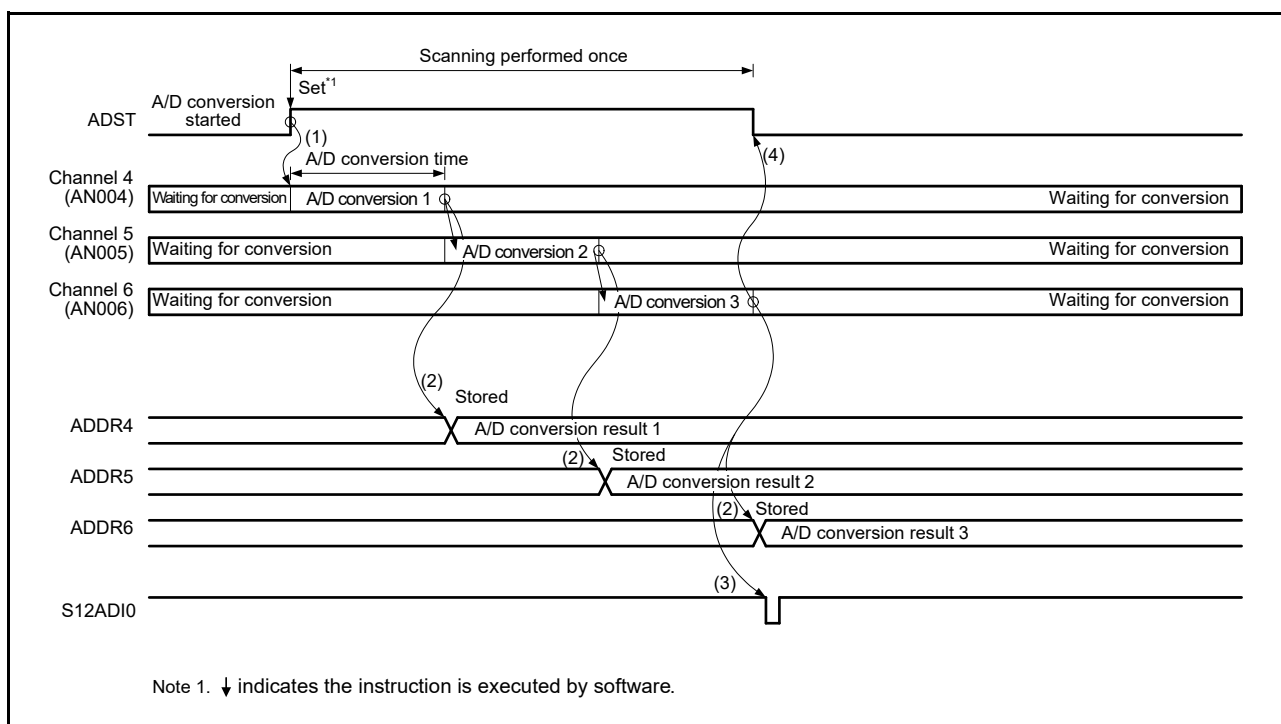 Scanning performed once
Set*1
A/D conversion
started
ADST
(1)
(4)
A/D conversion time
Channel 4
(AN004)
Waiting for conversion
A/D conversion 1
Waiting for conversion
Channel 5
(AN005)
Waiting for conversion
A/D conversion 2
Waiting for conversion
Channel 6
(AN006)
Waiting for conversion
A/D conversion 3
Waiting for conversion
(2)
Stored
ADDR4
A/D conversion result 1
(2)
Stored
ADDR5
A/D conversion result 2
(2)
Stored
ADDR6
A/D conversion result 3
(3)
S12ADI0
Note 1. ↓ indicates the instruction is executed by software.